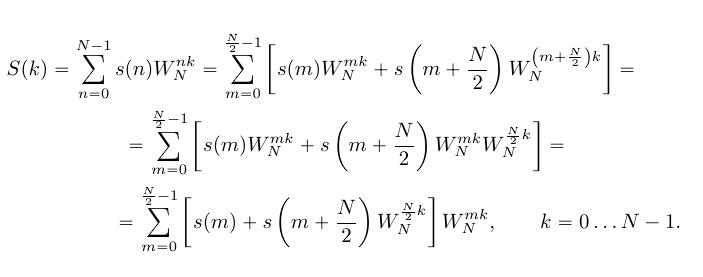 S(k) = \sum_{n=0}^{N-1} s(n)W_N^{nk} = \sum_{m=0}^{\frac{N}{2}-1} \left[ s(m)W_N^{mk} + s\left(m + \frac{N}{2}\right) W_N^{\left(m+\frac{N}{2}\right)k} \right] =
= \sum_{m=0}^{\frac{N}{2}-1} \left[ s(m)W_N^{mk} + s\left(m + \frac{N}{2}\right) W_N^{mk} W_N^{\frac{N}{2}k} \right] =
= \sum_{m=0}^{\frac{N}{2}-1} \left[ s(m) + s\left(m + \frac{N}{2}\right) W_N^{\frac{N}{2}k} \right] W_N^{mk}, k = 0 \ldots N - 1.